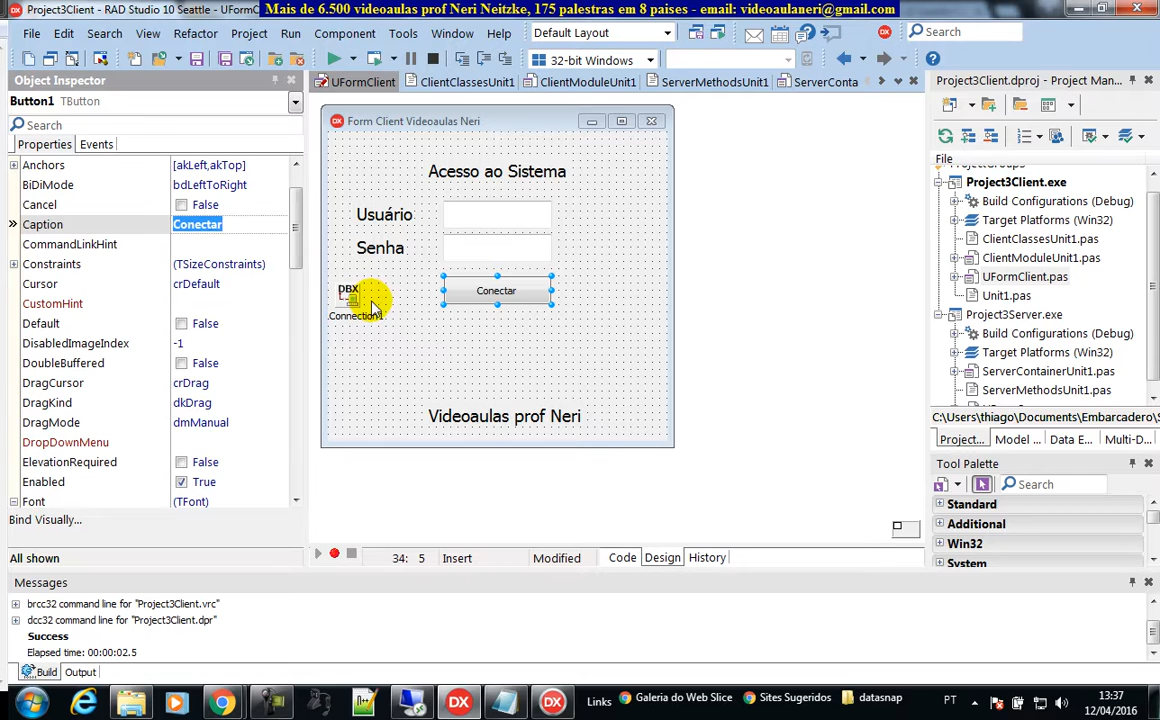 Project3Client - RAD Studio 10 Seattle - UFormC
Mais de 6.500 videoaulas prof Neri Neitzke, 175 palestras em 8 paises - email: videoaulaneri@gmail.com
File Edit Search View Refactor Project Run Component Tools Window Help
Default Layout
Search
32-bit Windows
Object Inspector
Button1 TButton
Search
Properties Events
Anchors [akLeft,akTop]
BiDiMode bdLeftToRight
Cancel False
Caption Conectar
CommandLinkHint
Constraints (TSizeConstraints)
Cursor crDefault
CustomHint
Default False
DisabledImageIndex -1
DoubleBuffered False
DragCursor crDrag
DragKind dkDrag
DragMode dmManual
DropDownMenu
ElevationRequired False
Enabled True
Font (TFont)
Bind Visually...
All shown
UFormClient ClientClassesUnit1 ClientModuleUnit1 ServerMethodsUnit1 ServerConta
Form Client Videoaulas Neri
Acesso ao Sistema
Usuário
Senha
DBX
Conectar
Connection1
Videoaulas prof Neri
34: 5 Insert Modified Code Design History
Project3Client.dproj - Project Man...
File
ProjectGroup3
Project3Client.exe
Build Configurations (Debug)
Target Platforms (Win32)
ClientClassesUnit1.pas
ClientModuleUnit1.pas
UFormClient.pas
Unit1.pas
Project3Server.exe
Build Configurations (Debug)
Target Platforms (Win32)
ServerContainerUnit1.pas
ServerMethodsUnit1.pas
C:\Users\thiago\Documents\Embarcadero\S
Project... Model ... Data E... Multi-D...
Tool Palette
Search
Standard
Additional
Win32
System
Messages
brcc32 command line for "Project3Client.vrc"
dcc32 command line for "Project3Client.dpr"
Success
Elapsed time: 00:00:02.5
Build Output
Links Galeria do Web Slice Sites Sugeridos datasnap PT
13:37
12/04/2016